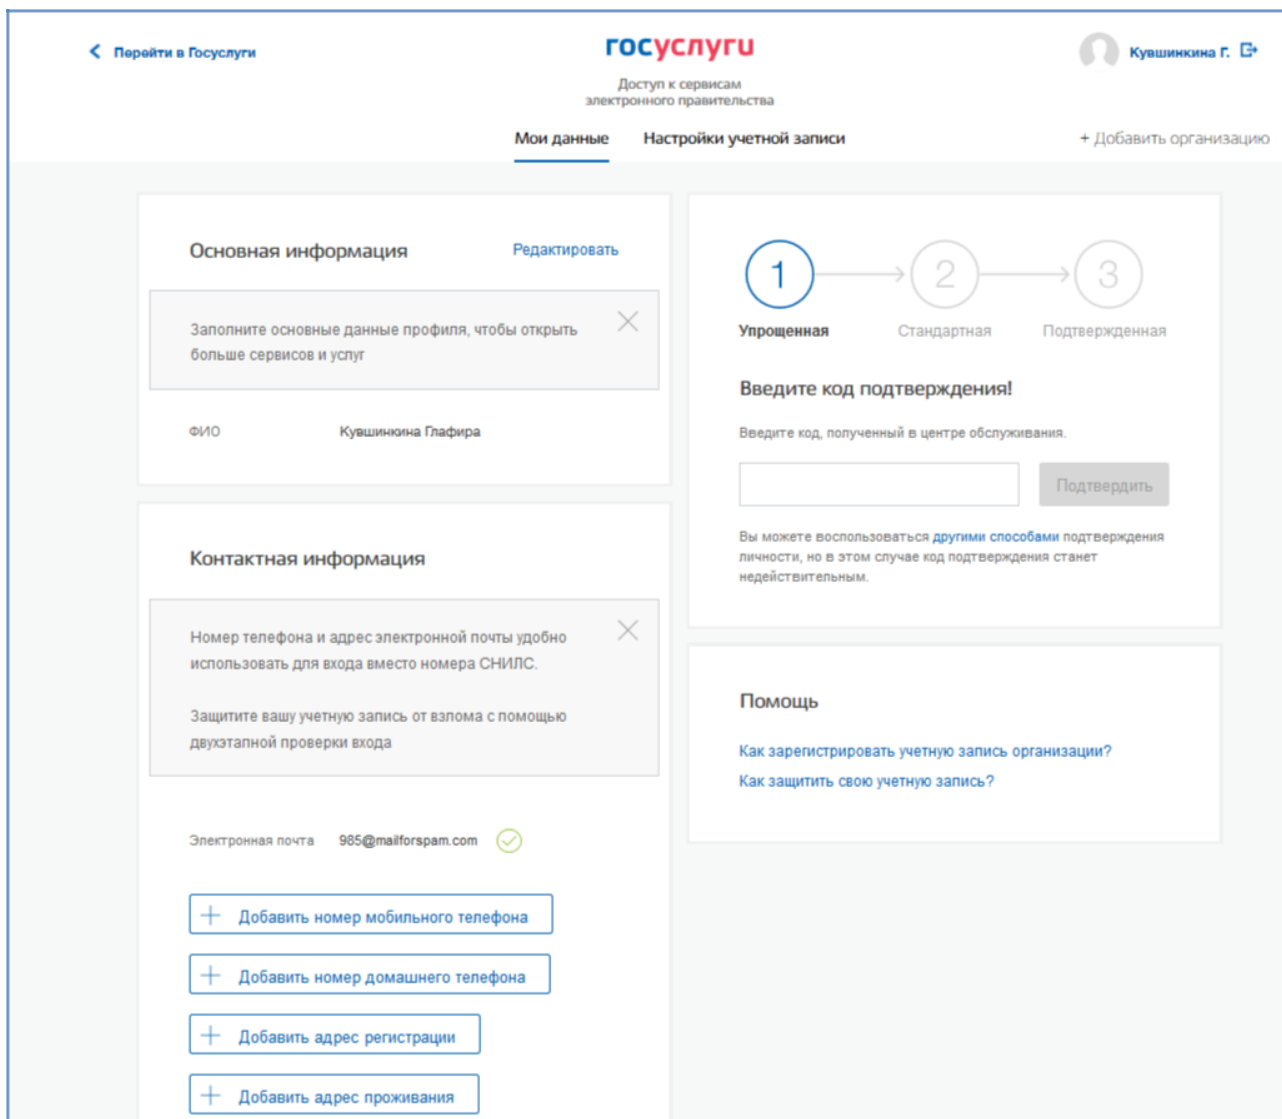 Перейти в Госуслуги
госуслуги
Кувшинкина Г.
Доступ к сервисам
электронного правительства
Мои данные
Настройки учетной записи
+ Добавить организацию
Основная информация
Редактировать
Заполните основные данные профиля, чтобы открыть
больше сервисов и услуг
ФИО
Кувшинкина Глафира
1
2
3
Упрощенная
Стандартная
Подтвержденная
Введите код подтверждения!
Введите код, полученный в центре обслуживания.
Подтвердить
Вы можете воспользоваться другими способами подтверждения
личности, но в этом случае код подтверждения станет
недействительным.
Контактная информация
Номер телефона и адрес электронной почты удобно
использовать для входа вместо номера СНИЛС.
Защитите вашу учетную запись от взлома с помощью
двухэтапной проверки входа
Электронная почта
985@mailforspam.com
Добавить номер мобильного телефона
Добавить номер домашнего телефона
Добавить адрес регистрации
Добавить адрес проживания
Помощь
Как зарегистрировать учетную запись организации?
Как защитить свою учетную запись?